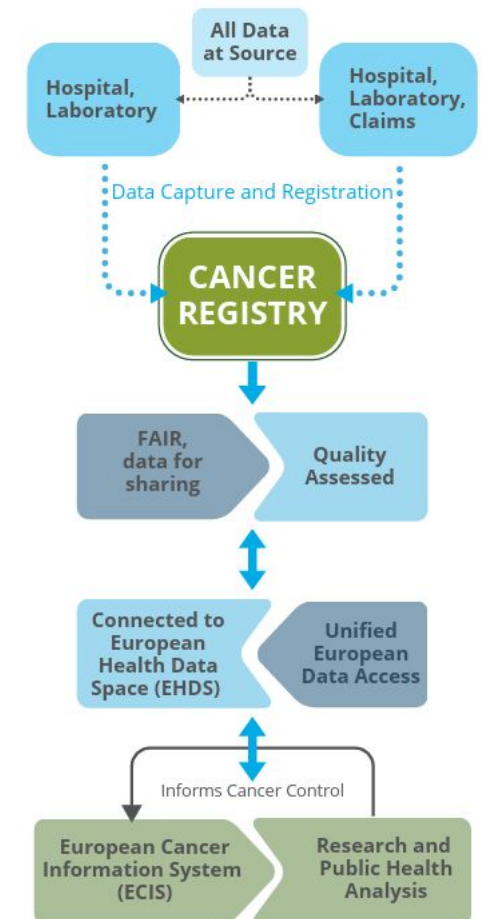 All Data
at Source
Hospital,
Laboratory
Hospital,
Laboratory,
Claims
Data Capture and Registration
CANCER
REGISTRY
FAIR,
data for
sharing
Quality
Assessed
Connected to
European
Health Data
Space (EHDS)
Unified
European
Data Access
Informs Cancer Control
European Cancer
Information System
(ECIS)
Research and
Public Health
Analysis